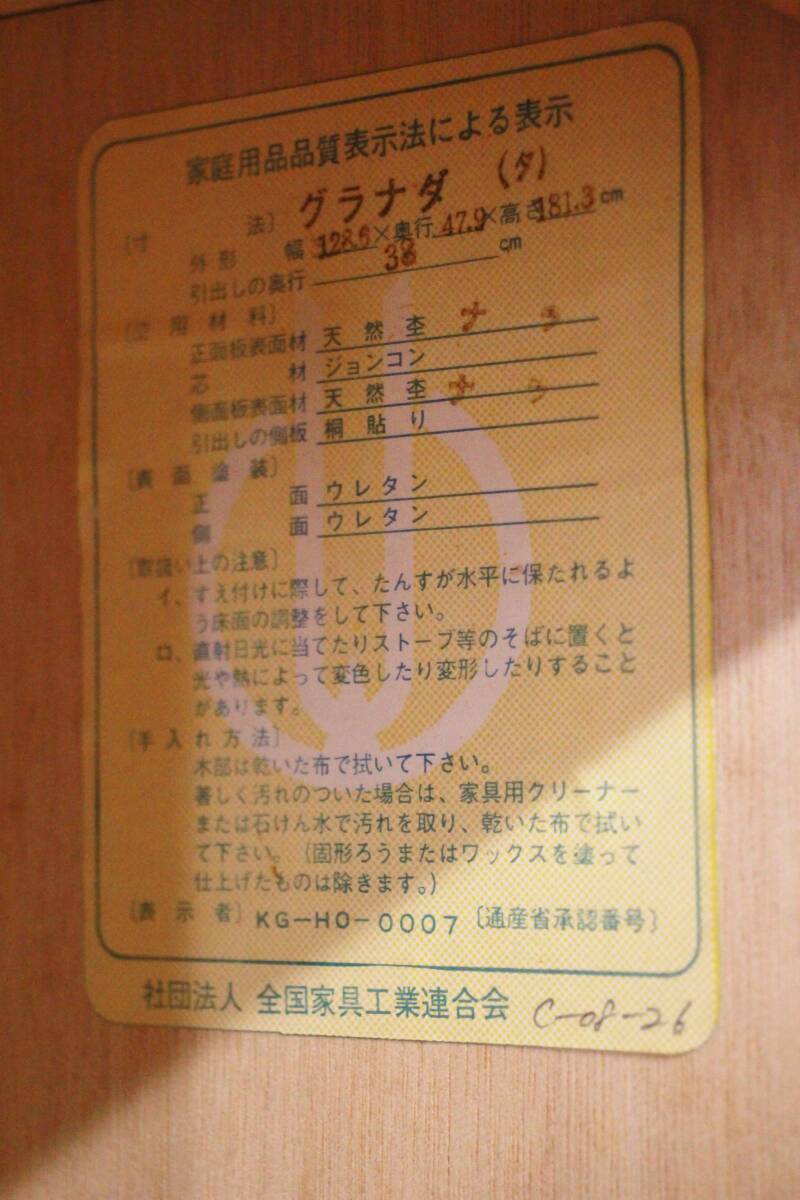 家庭用品品質表示法による表示
グラナダ (タ)
〔寸 法〕
外形 幅 128.6×奥行 47.9×高さ 181.3 cm
引出しの奥行 38 cm
〔使用材料〕
正面板表面材 天然杢 ナラ
芯材 ジョンコン
側面板表面材 天然杢 ナラ
引出しの側板 桐貼り
〔表面塗装〕
正面 ウレタン
側面 ウレタン
〔取扱い上の注意〕
イ、すえ付けに際して、たんすが水平に保たれるよ
う床面の調整をして下さい。
ロ、直射日光に当てたりストーブ等のそばに置くと
光や熱によって変色したり変形したりすること
があります。
〔手入れ方法〕
木部は乾いた布で拭いて下さい。
著しく汚れのついた場合は、家具用クリーナー
または石けん水で汚れを取り、乾いた布で拭い
て下さい。(固形ろうまたはワックスを塗って
仕上げたものは除きます。)
〔表示者〕 KG-HO-0007〔通産省承認番号〕
社団法人 全国家具工業連合会 C-08-26